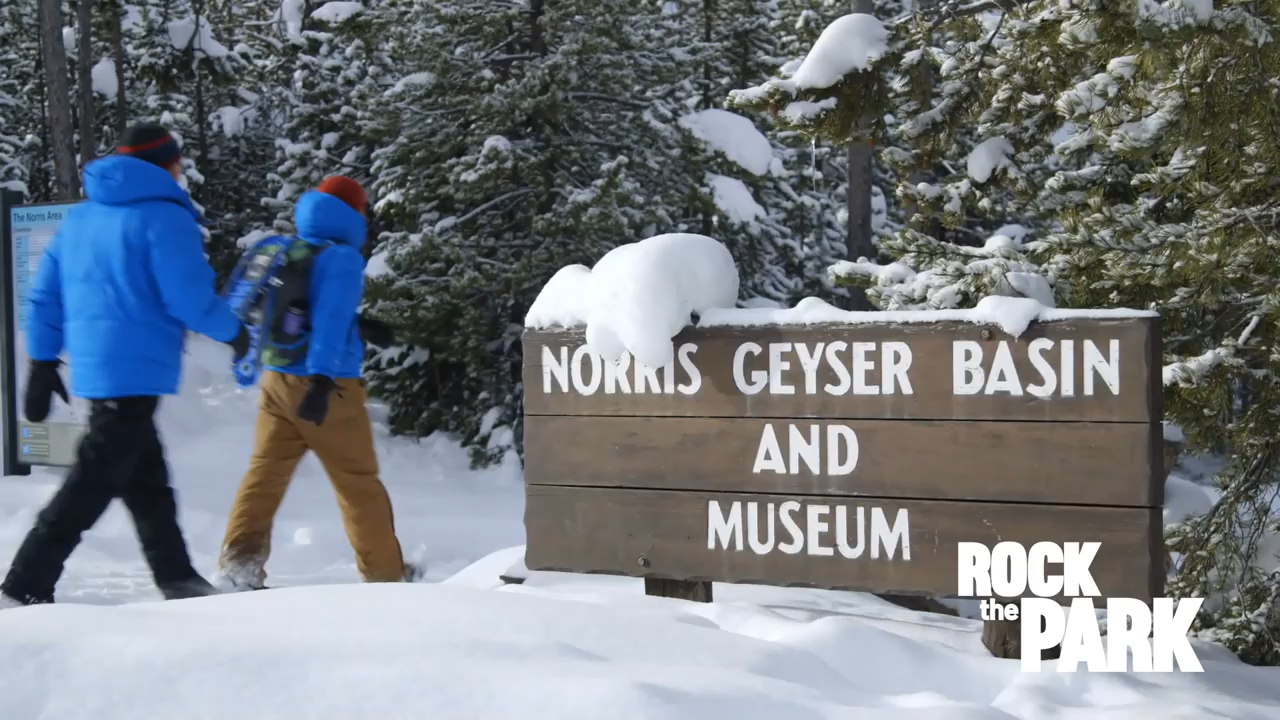 The Norris Area
NORRIS GEYSER BASIN
AND
MUSEUM
ROCK
the PARK